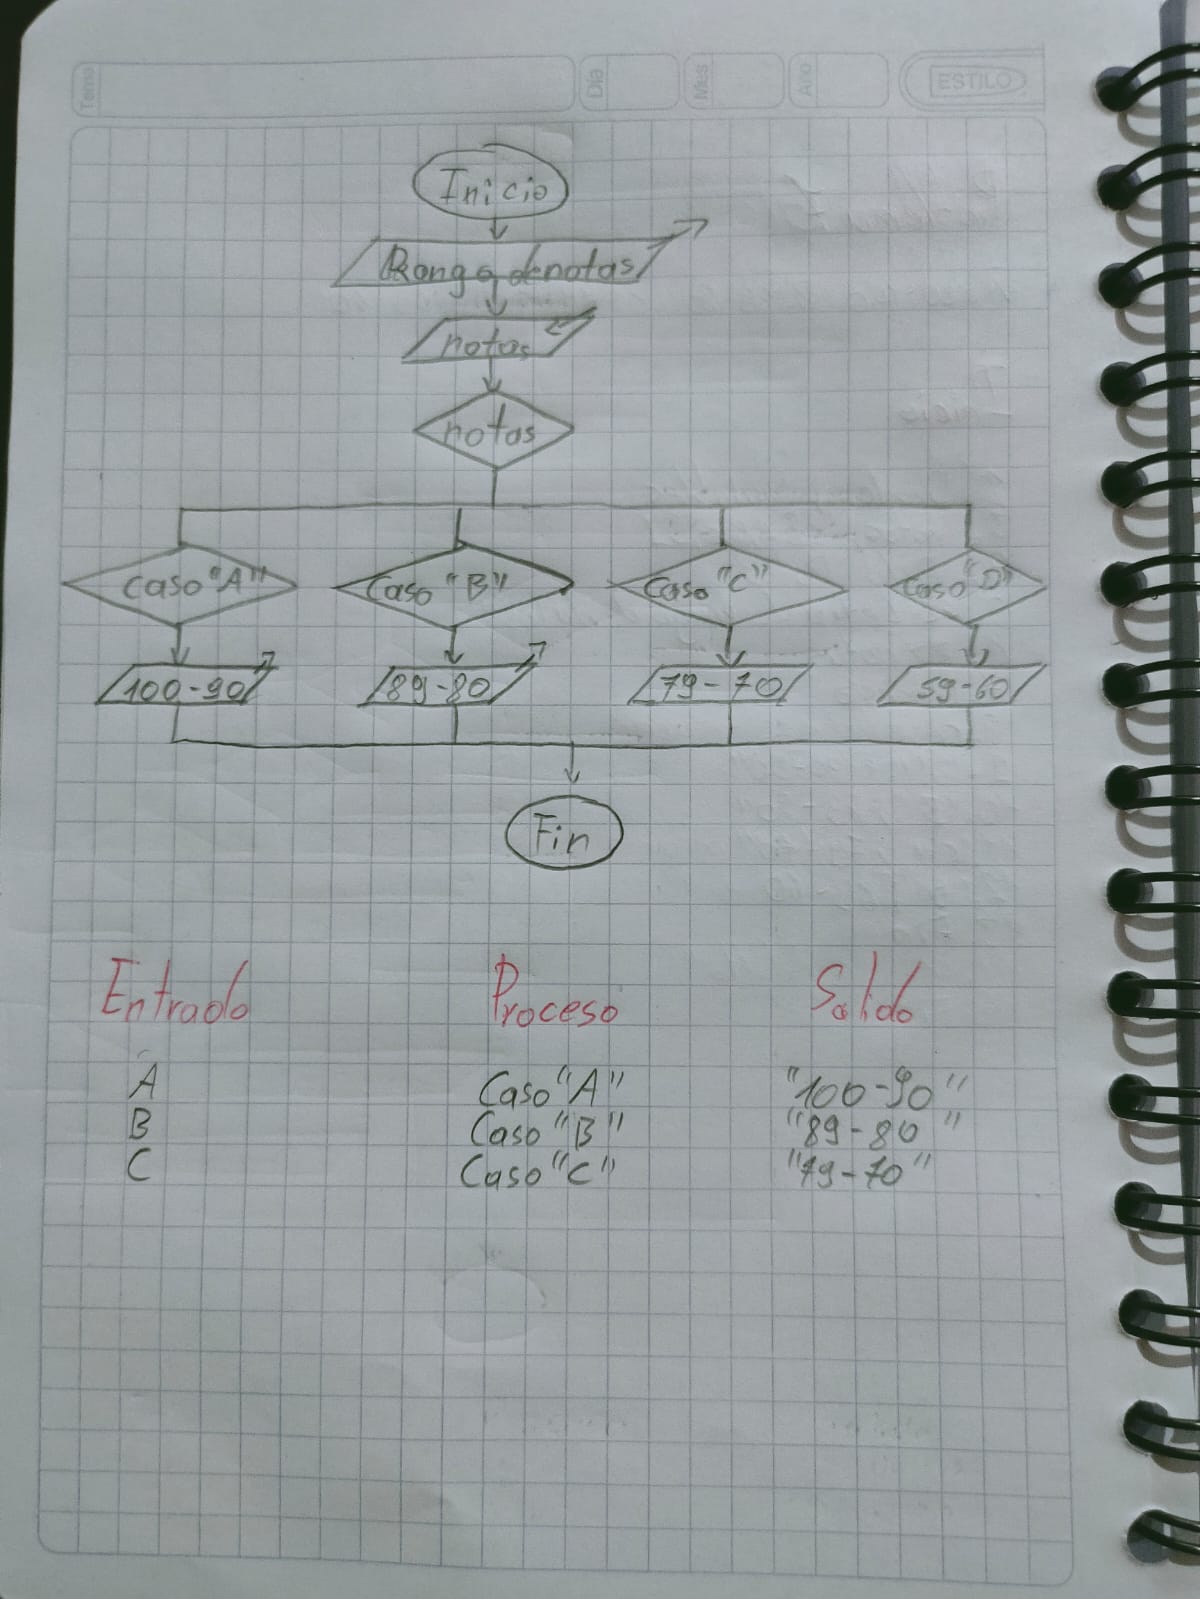 Tema Dia Mes Año ESTILO
Inicio
Rango de notas
notas
notas
Caso "A" Caso "B" Caso "C" Caso "D"
100-90 89-80 79-70 59-60
Fin
Entrada Proceso Salida
A Caso "A" "100-90"
B Caso "B" "89-80"
C Caso "C" "79-70"